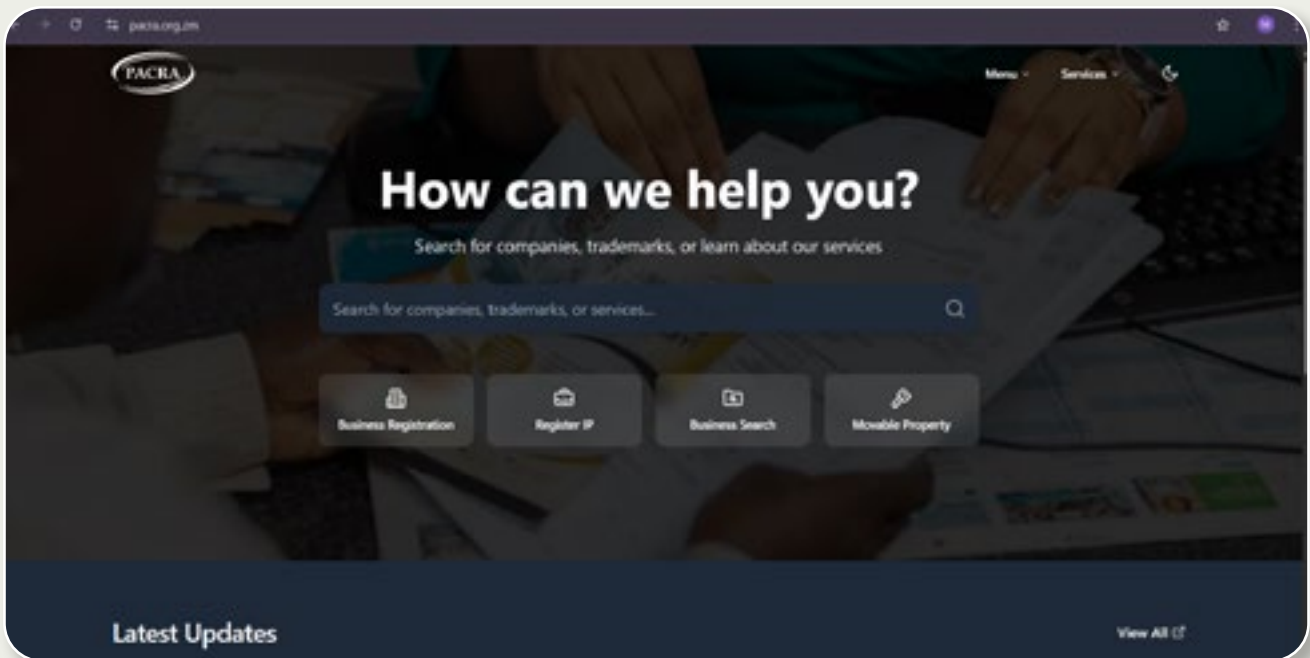 pacra.org.zm
PACRA
Menu
Services
How can we help you?
Search for companies, trademarks, or learn about our services
Search for companies, trademarks, or services...
Business Registration
Register IP
Business Search
Movable Property
Latest Updates
View All